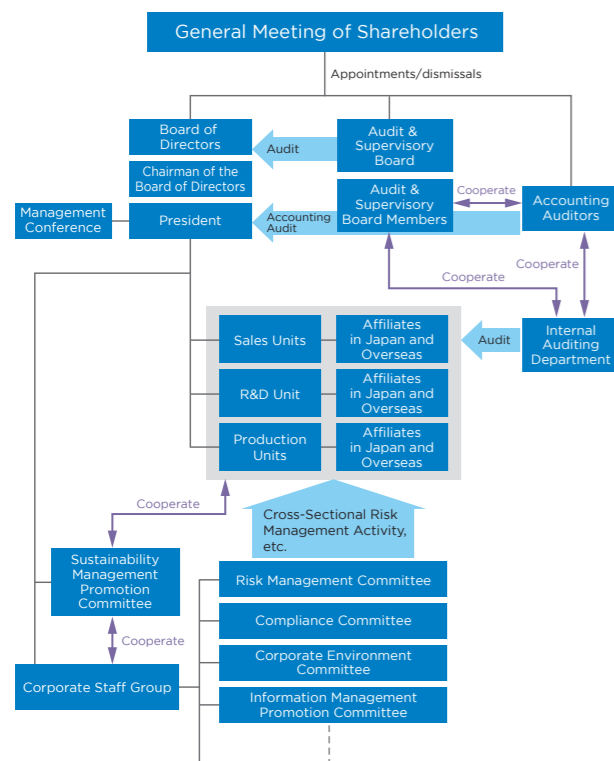 General Meeting of Shareholders
Appointments/dismissals
Board of
Directors
Audit
Audit &
Supervisory
Board
Chairman of the
Board of Directors
Management
Conference
President
Accounting
Audit
Audit &
Supervisory
Board Members
Cooperate
Accounting
Auditors
Cooperate
Cooperate
Sales Units
Affiliates
in Japan and
Overseas
Audit
Internal
Auditing
Department
R&D Unit
Affiliates
in Japan and
Overseas
Production
Units
Affiliates
in Japan and
Overseas
Cooperate
Cross-Sectional Risk
Management Activity,
etc.
Sustainability
Management
Promotion
Committee
Risk Management Committee
Compliance Committee
Cooperate
Corporate Environment
Committee
Corporate Staff Group
Information Management
Promotion Committee